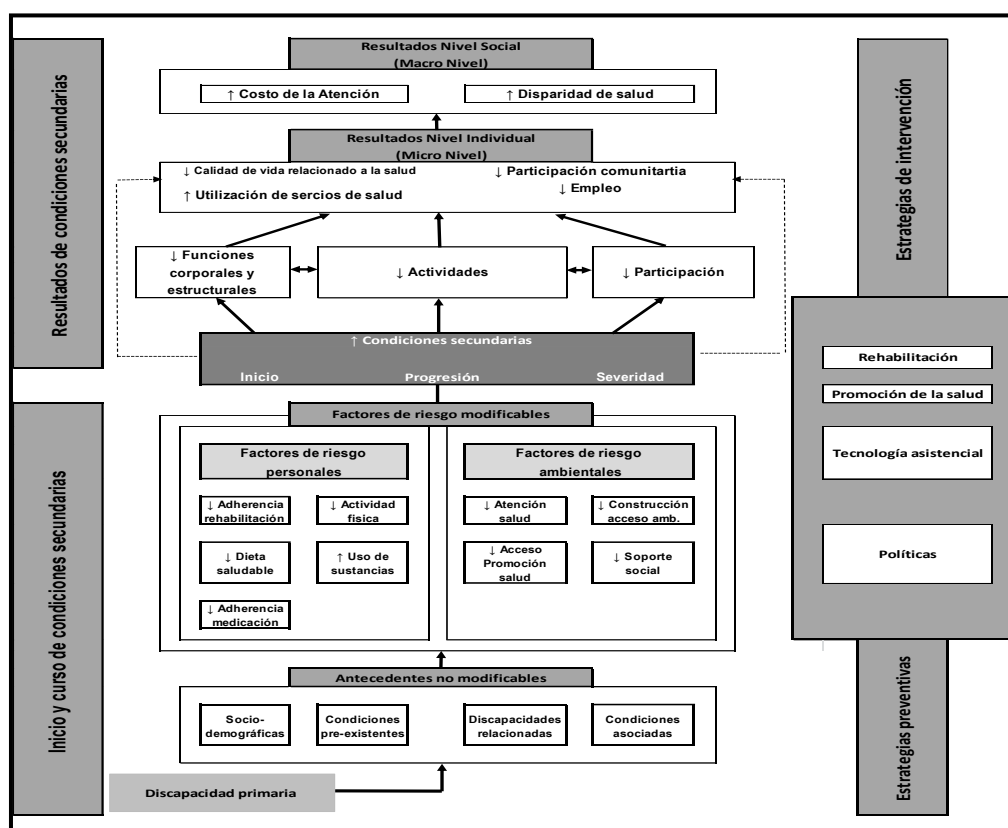 Resultados de condiciones secundarias
Resultados Nivel Social
(Macro Nivel)
↑ Costo de la Atención
↑ Disparidad de salud
Resultados Nivel Individual
(Micro Nivel)
↓ Calidad de vida relacionado a la salud
↓ Participación comunitartia
↑ Utilización de sercios de salud
↓ Empleo
↓ Funciones
corporales y
estructurales
↓ Actividades
↓ Participación
↑ Condiciones secundarias
Inicio
Progresión
Severidad
Inicio y curso de condiciones secundarias
Factores de riesgo modificables
Factores de riesgo
personales
↓ Adherencia
rehabilitación
↓ Actividad
fisica
↓ Dieta
saludable
↑ Uso de
sustancias
↓ Adherencia
medicación
Factores de riesgo
ambientales
↓ Atención
salud
↓ Construcción
acceso amb.
↓ Acceso
Promoción
salud
↓ Soporte
social
Antecedentes no modificables
Socio-
demográficas
Condiciones
pre-existentes
Discapacidades
relacionadas
Condiciones
asociadas
Discapacidad primaria
Estrategias de intervención
Rehabilitación
Promoción de la salud
Tecnología asistencial
Políticas
Estrategias preventivas